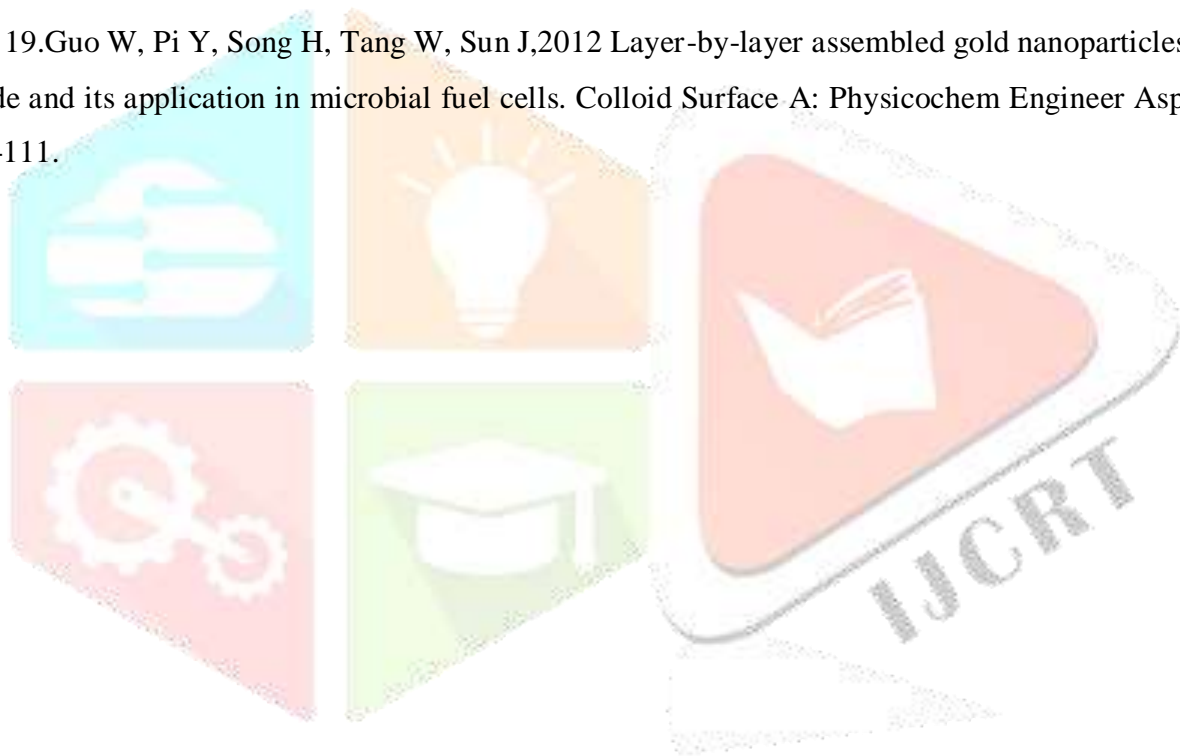 19.Guo W, Pi Y, Song H, Tang W, Sun J,2012 Layer-by-layer assembled gold nanoparticles
de and its application in microbial fuel cells. Colloid Surface A: Physicochem Engineer Asp
-111.
IJCRT